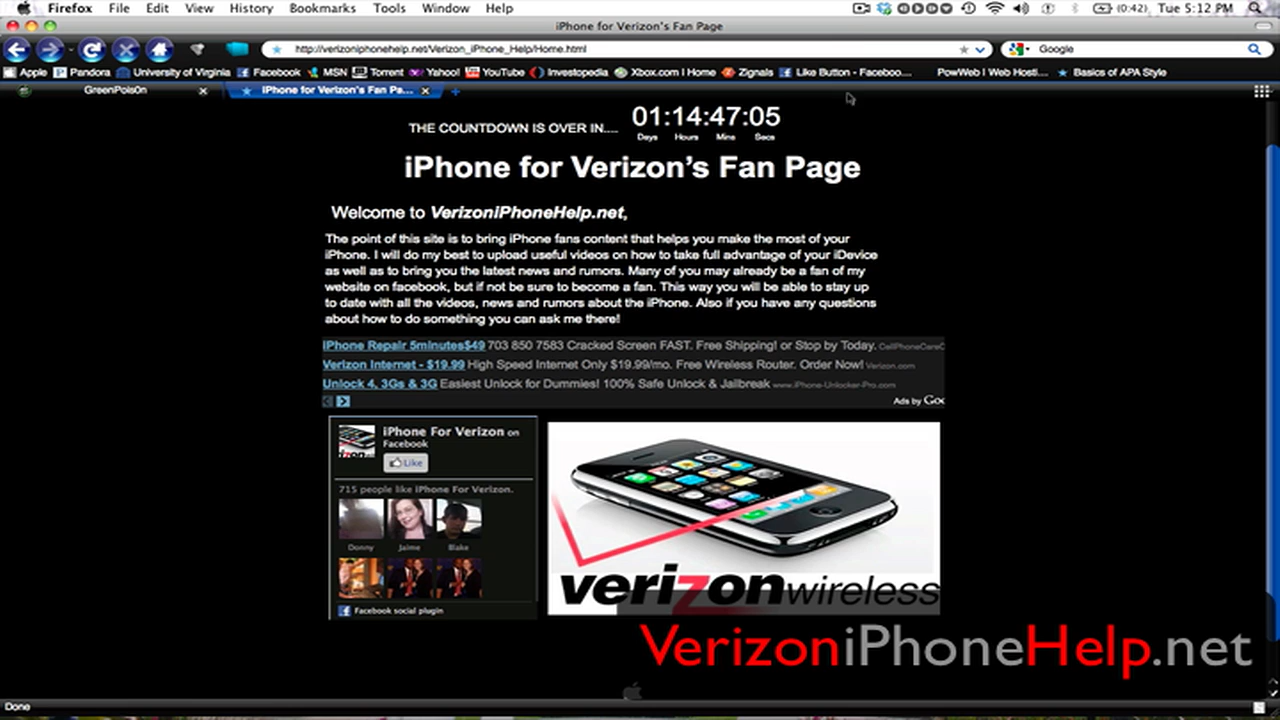 Firefox File Edit View History Bookmarks Tools Window Help (0:42) Tue 5:12 PM
iPhone for Verizon's Fan Page
http://verizoniphonehelp.net/Verizon_iPhone_Help/Home.html Google
Apple Pandora University of Virginia Facebook MSN Torrent Yahoo! YouTube Investopedia Xbox.com | Home Zignals Like Button - Faceboo... PowWeb | Web Hosti... Basics of APA Style
GreenPois0n iPhone for Verizon's Fan Pa...
THE COUNTDOWN IS OVER IN.... 01:14:47:05
Days Hours Mins Secs
iPhone for Verizon's Fan Page
Welcome to VerizoniPhoneHelp.net,
The point of this site is to bring iPhone fans content that helps you make the most of your
iPhone. I will do my best to upload useful videos on how to take full advantage of your iDevice
as well as to bring you the latest news and rumors. Many of you may already be a fan of my
website on facebook, but if not be sure to become a fan. This way you will be able to stay up
to date with all the videos, news and rumors about the iPhone. Also if you have any questions
about how to do something you can ask me there!
iPhone Repair 5minutes$49 703 850 7583 Cracked Screen FAST. Free Shipping! or Stop by Today. CellPhoneCareC
Verizon Internet - $19.99 High Speed Internet Only $19.99/mo. Free Wireless Router. Order Now! Verizon.com
Unlock 4, 3Gs & 3G Easiest Unlock for Dummies! 100% Safe Unlock & Jailbreak www.iPhone-Unlocker-Pro.com
Ads by Goo
iPhone For Verizon on
Facebook
Like
715 people like iPhone For Verizon.
Donny Jaime Blake
Facebook social plugin
verizonwireless
VerizoniPhoneHelp.net
Done